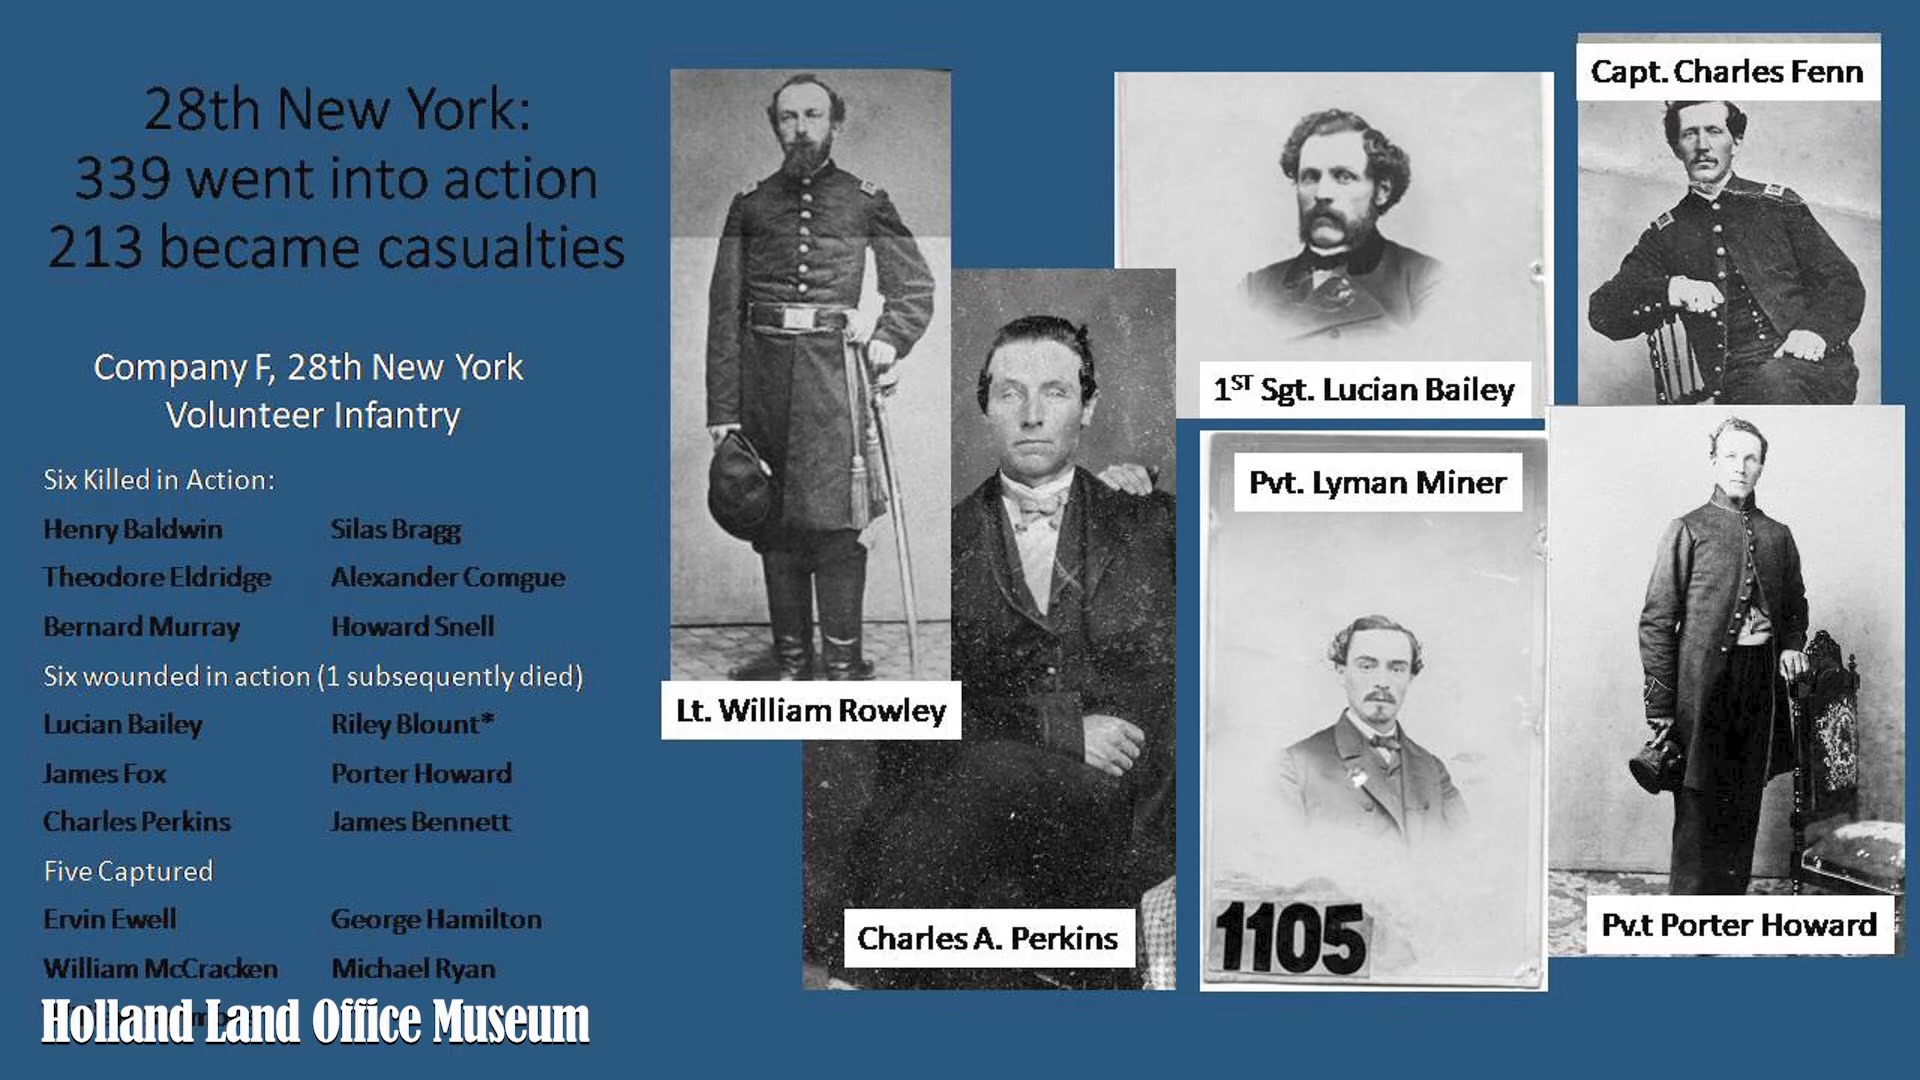 28th New York:
339 went into action
213 became casualties
Company F, 28th New York
Volunteer Infantry
Six Killed in Action:
Henry Baldwin Silas Bragg
Theodore Eldridge Alexander Comgue
Bernard Murray Howard Snell
Six wounded in action (1 subsequently died)
Lucian Bailey Riley Blount*
James Fox Porter Howard
Charles Perkins James Bennett
Five Captured
Ervin Ewell George Hamilton
William McCracken Michael Ryan
Holland Land Office Museum
Lt. William Rowley
Charles A. Perkins
1ST Sgt. Lucian Bailey
Capt. Charles Fenn
Pvt. Lyman Miner
1105
Pv.t Porter Howard